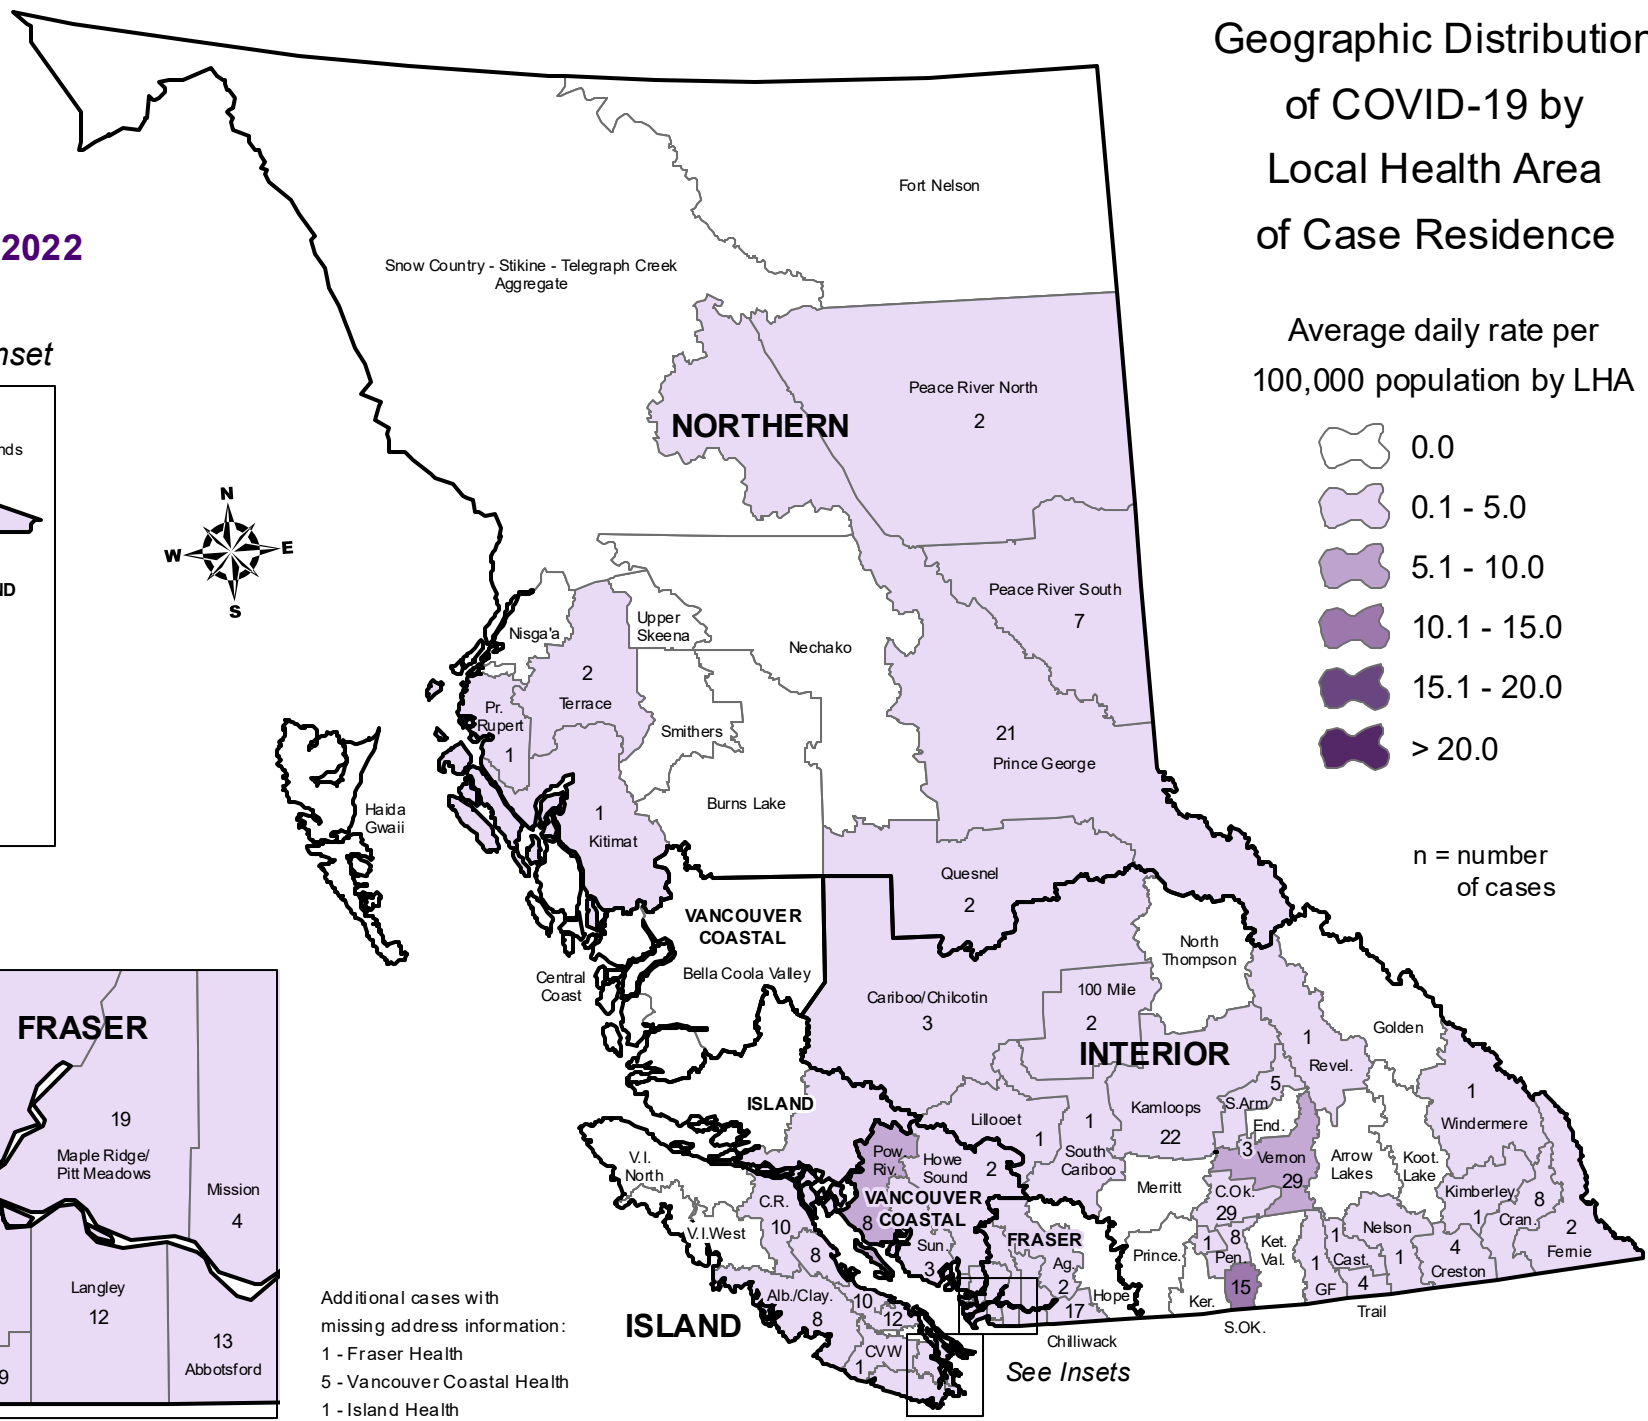 Geographic Distribution
of COVID-19 by
Local Health Area
of Case Residence
2022
Average daily rate per
100,000 population by LHA
0.0
0.1 - 5.0
5.1 - 10.0
10.1 - 15.0
15.1 - 20.0
> 20.0
n = number
of cases
nset
nds
ND
N
W
E
S
Fort Nelson
Snow Country - Stikine - Telegraph Creek
Aggregate
Peace River North
2
NORTHERN
Peace River South
7
Nisga'a
Upper
Skeena
Nechako
2
Terrace
Pr.
Rupert
1
Smithers
21
Prince George
Burns Lake
1
Kitimat
Haida
Gwaii
Quesnel
2
VANCOUVER
COASTAL
Bella Coola Valley
Central
Coast
North
Thompson
Cariboo/Chilcotin
3
100 Mile
2
INTERIOR
Golden
1
Revel.
ISLAND
Lillooet
1
1
South
Cariboo
Kamloops
22
5
S.Arm
End.
3
Vernon
29
Arrow
Lakes
Koot.
Lake
1
Windermere
V.I.
North
Pow.
Riv.
8
Howe
Sound
2
VANCOUVER
COASTAL
Merritt
C.Ok.
29
Kimberley
1
8
Cran.
2
Fernie
C.R.
10
V.I.West
8
Sun.
3
FRASER
Ag.
2
17
Hope
Prince.
1
8
Pen.
Ket.
Val.
1
Cast.
Nelson
1
4
Creston
1
GF
4
Trail
Ker.
15
S.OK.
Chilliwack
Alb./Clay.
8
10
12
CVW
1
ISLAND
See Insets
FRASER
19
Maple Ridge/
Pitt Meadows
Mission
4
Langley
12
13
Abbotsford
9
Additional cases with
missing address information:
1 - Fraser Health
5 - Vancouver Coastal Health
1 - Island Health